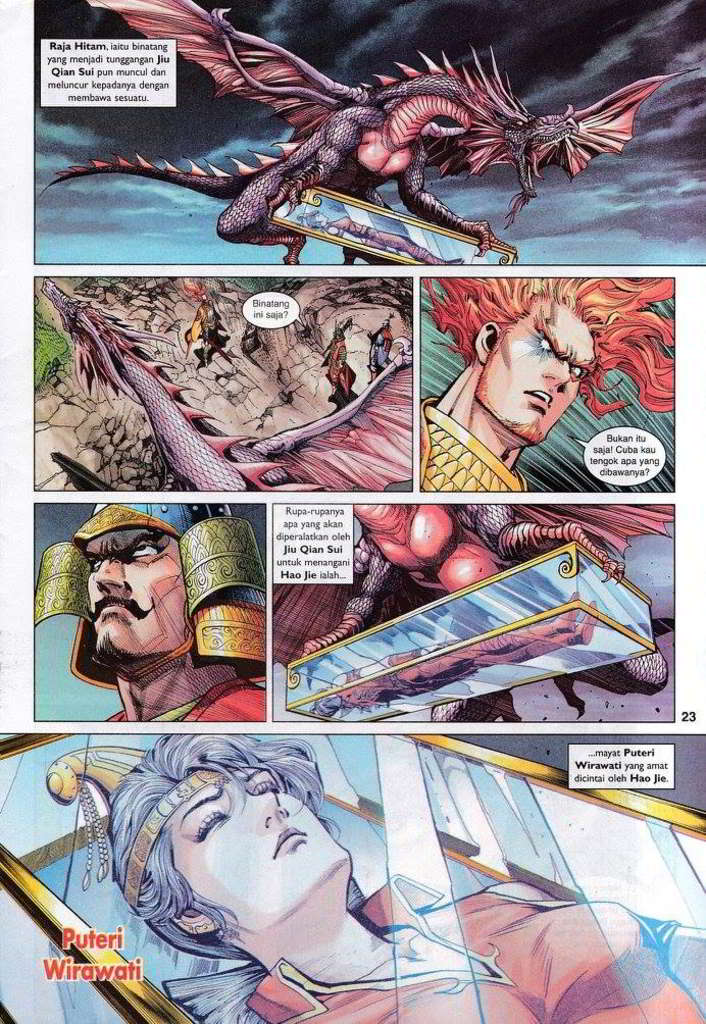 Raja Hitam, iaitu binatang
yang menjadi tunggangan Jiu
Qian Sui pun muncul dan
meluncur kepadanya dengan
membawa sesuatu.
Binatang
ini saja?
Bukan itu
saja! Cuba kau
tengok apa yang
dibawanya?
Rupa-rupanya
apa yang akan
diperalatkan oleh
Jiu Qian Sui
untuk menangani
Hao Jie ialah...
23
...mayat Puteri
Wirawati yang amat
dicintai oleh Hao Jie.
Puteri
Wirawati